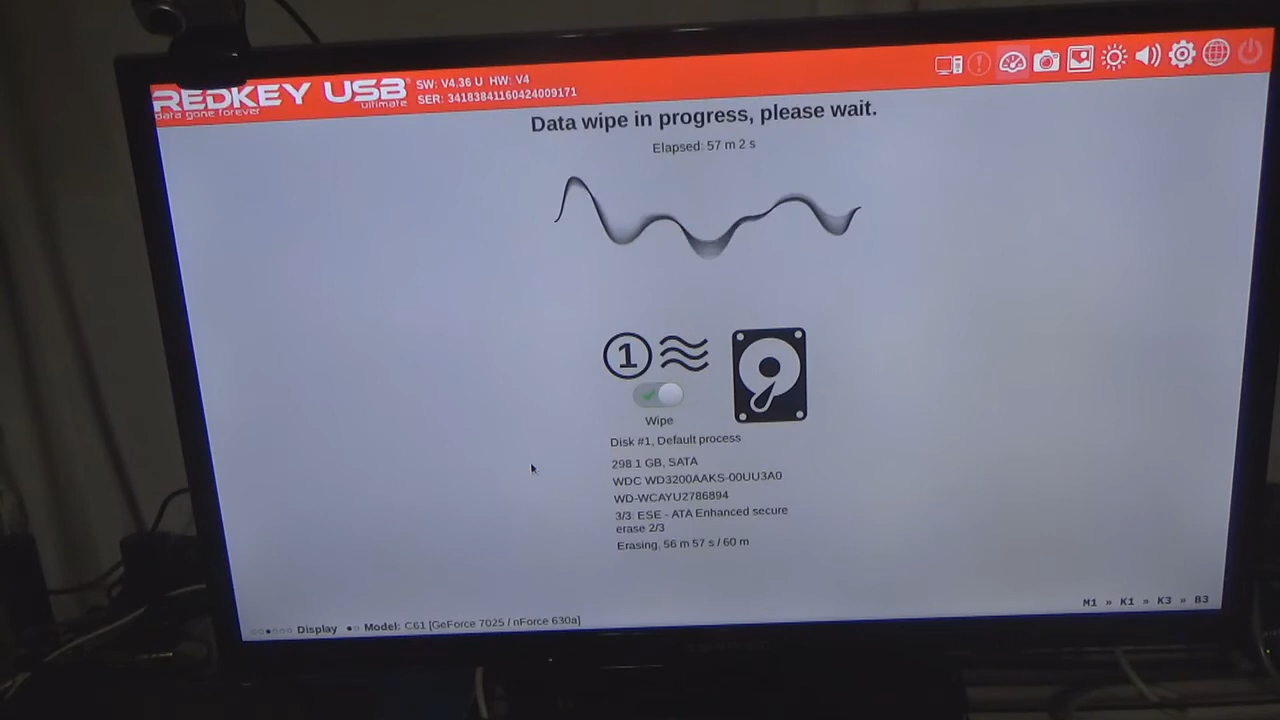 REDKEY USB
ultimate
data gone forever
SW: V4,36 U HW: V4
SER: 34183841160424009171
Data wipe in progress, please wait.
Elapsed: 57 m 2 s
1
Wipe
Disk #1, Default process
298.1 GB, SATA
WDC WD3200AAKS-00UU3A0
WD-WCAYU2786894
3/3: ESE - ATA Enhanced secure
erase 2/3
Erasing, 56 m 57 s / 60 m
M1 » K1 » K3 » B3
Display Model: C61 [GeForce 7025 / nForce 630a]